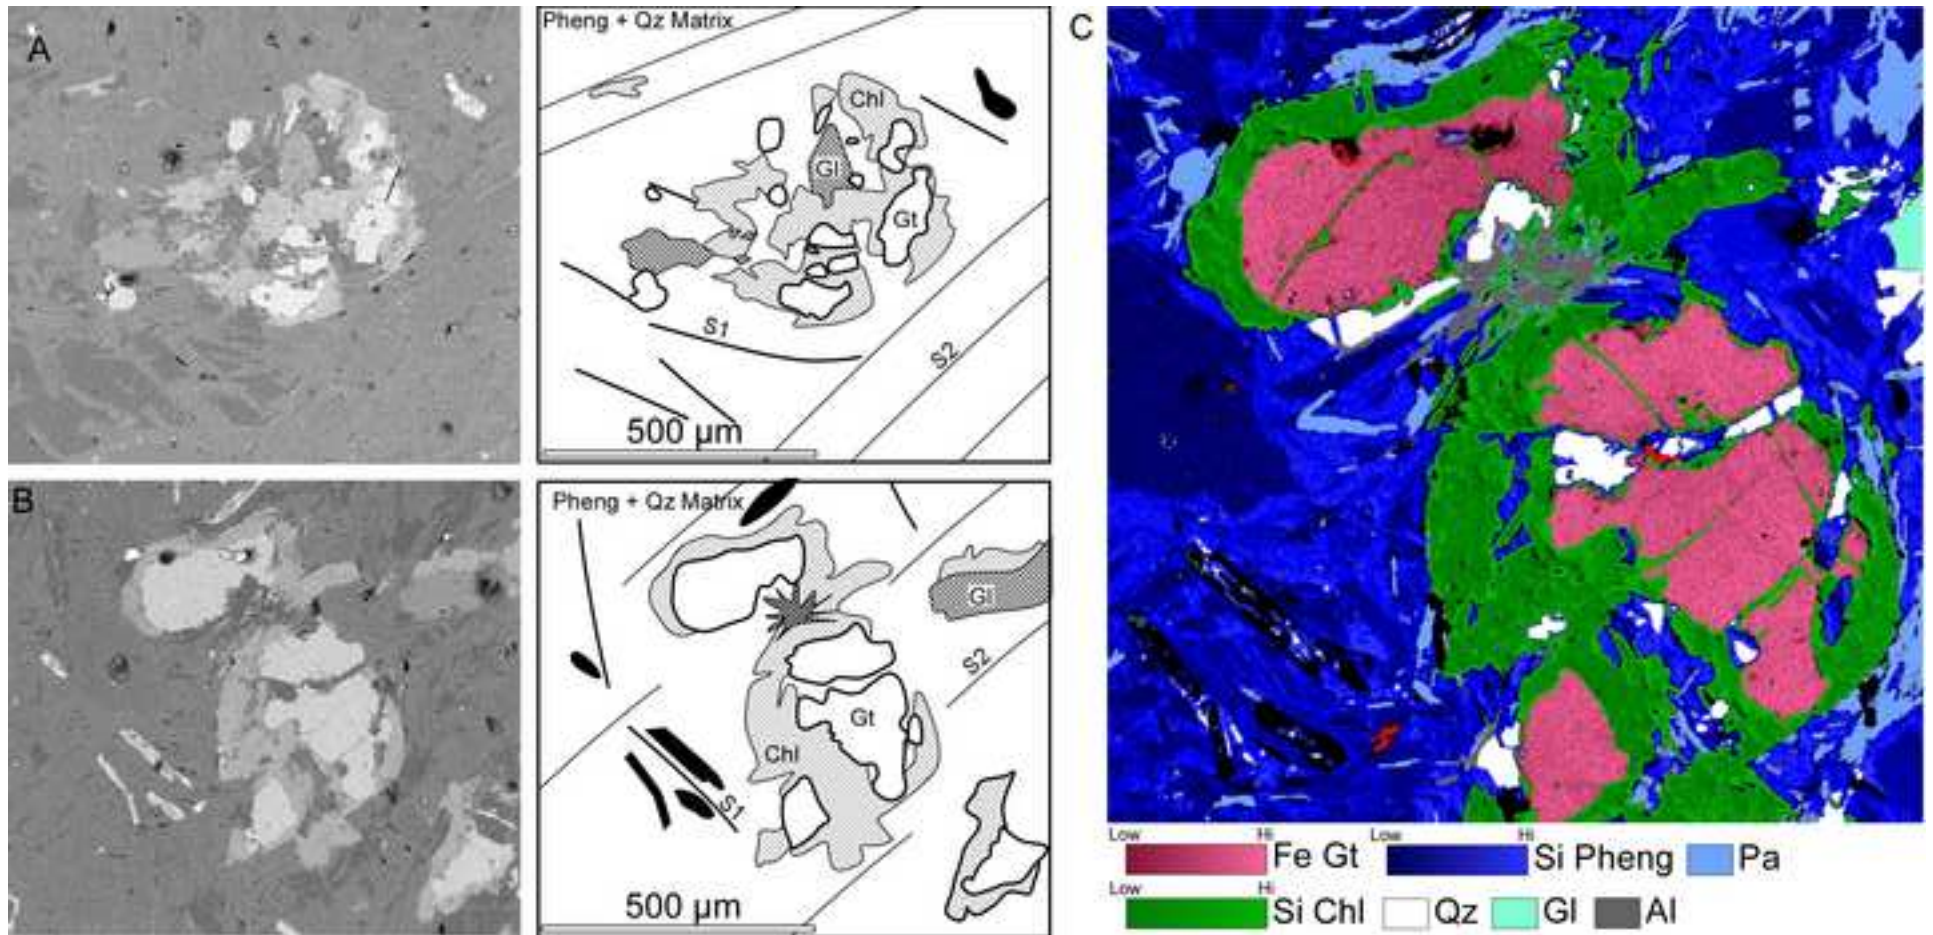 A
Pheng + Qz Matrix
Chl
Gl
Gt
S1
S2
500 µm
B
Pheng + Qz Matrix
Gl
S2
Gt
Chl
S1
500 µm
C
Low Hi Low Hi
Fe Gt Si Pheng Pa
Low Hi
Si Chl Qz Gl Al